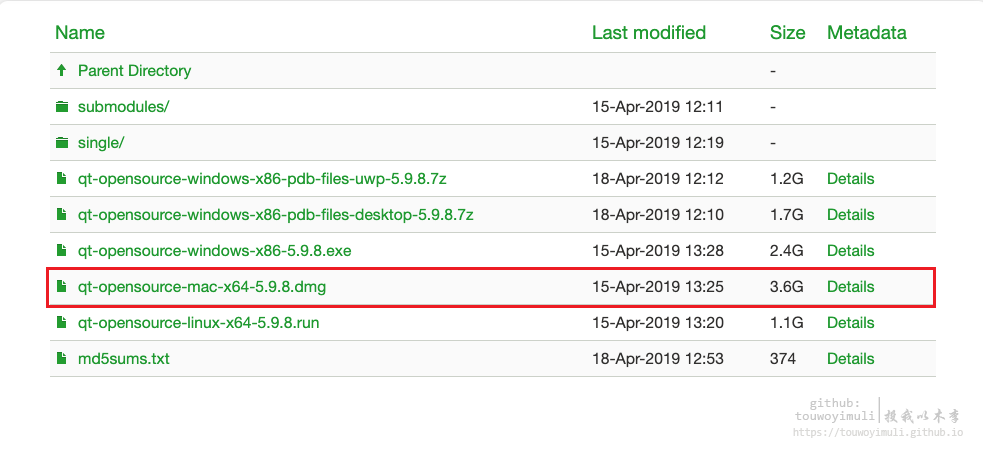 Name Last modified Size Metadata
Parent Directory -
submodules/ 15-Apr-2019 12:11 -
single/ 15-Apr-2019 12:19 -
qt-opensource-windows-x86-pdb-files-uwp-5.9.8.7z 18-Apr-2019 12:12 1.2G Details
qt-opensource-windows-x86-pdb-files-desktop-5.9.8.7z 18-Apr-2019 12:10 1.7G Details
qt-opensource-windows-x86-5.9.8.exe 15-Apr-2019 13:28 2.4G Details
qt-opensource-mac-x64-5.9.8.dmg 15-Apr-2019 13:25 3.6G Details
qt-opensource-linux-x64-5.9.8.run 15-Apr-2019 13:20 1.1G Details
md5sums.txt 18-Apr-2019 12:53 374 Details
github:
touwoyimuli 投我以木李
https://touwoyimuli.github.io